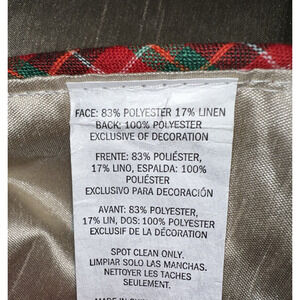 FACE: 83% POLYESTER 17% LINEN
BACK: 100% POLYESTER
EXCLUSIVE OF DECORATION
FRENTE: 83% POLIÉSTER,
17% LINO, ESPALDA: 100%
POLIÉSTER
EXCLUSIVO PARA DECORACIÓN
AVANT: 83% POLYESTER,
17% LIN, DOS: 100% POLYESTER
EXCLUSIF DE LA DÉCORATION
SPOT CLEAN ONLY.
LIMPIAR SOLO LAS MANCHAS.
NETTOYER LES TACHES
SEULEMENT.
MADE IN